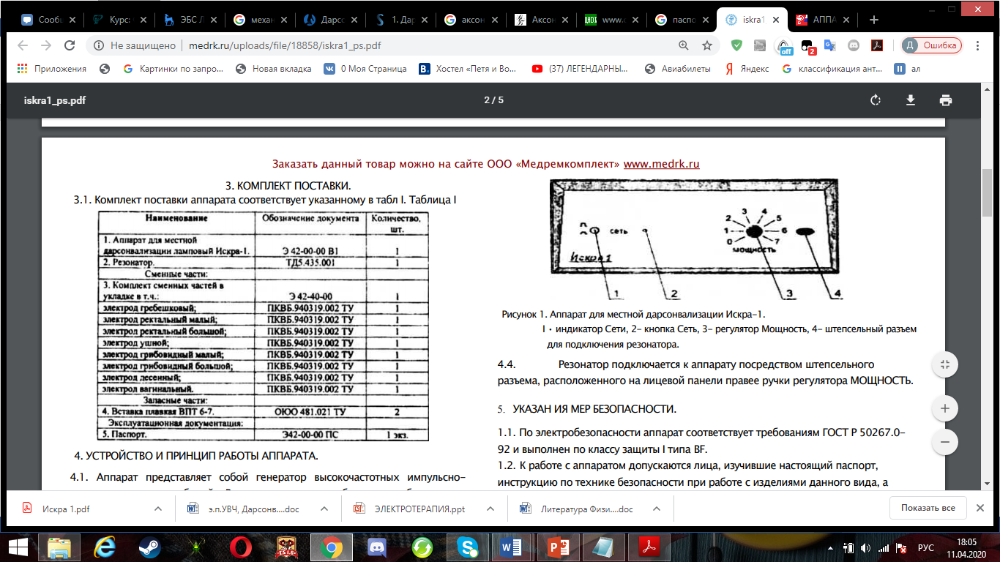 Сообщ
Курс:
ЭБС Л
механ
Дарсо
1. Дар
аксон
Аксон
www.c
паспо
iskra1
АППА
Не защищено
medrk.ru/uploads/file/18858/iskra1_ps.pdf
off
2
Д Ошибка
Приложения
Картинки по запро...
Новая вкладка
0 Моя Страница
Хостел «Петя и Во...
(37) ЛЕГЕНДАРНЫ...
Авиабилеты
Яндекс
классификация ант...
ал
iskra1_ps.pdf
2 / 5
Заказать данный товар можно на сайте ООО «Медремкомплект» www.medrk.ru
3. КОМПЛЕКТ ПОСТАВКИ.
3.1. Комплект поставки аппарата соответствует указанному в табл I. Таблица I
Наименование Обозначение документа Количество, шт.
1. Аппарат для местной
дарсонвализации ламповый Искра-1. Э 42-00-00 В1 1
2. Резонатор. ТД5.435.001 1
Сменные части:
3. Комплект сменных частей в
укладке в т.ч.: Э 42-40-00 1
электрод гребешковый; ПКВБ.940319.002 ТУ 1
электрод ректальный малый; ПКВБ.940319.002 ТУ 1
электрод ректальный большой; ПКВБ.940319.002 ТУ 1
электрод ушной; ПКВБ.940319.002 ТУ 1
электрод грибовидный малый; ПКВБ.940319.002 ТУ 1
электрод грибовидный большой; ПКВБ.940319.002 ТУ 1
электрод десенный; ПКВБ.940319.002 ТУ 1
электрод вагинальный. ПКВБ.940319.002 ТУ 1
Запасные части:
4. Вставка плавкая ВПТ 6-7. ОЮО 481.021 ТУ 2
Эксплуатационная документация:
5. Паспорт. Э42-00-00 ПС 1 экз.
4. УСТРОЙСТВО И ПРИНЦИП РАБОТЫ АППАРАТА.
4.1. Аппарат представляет собой генератор высокочастотных импульсно-
сеть
0 1 2 3 4 5 6 7
мощность
Искра1
1 2 3 4
Рисунок 1. Аппарат для местной дарсонвализации Искра-1.
I • индикатор Сети, 2- кнопка Сеть, 3- регулятор Мощность, 4- штепсельный разъем
для подключения резонатора.
4.4. Резонатор подключается к аппарату посредством штепсельного
разъема, расположенного на лицевой панели правее ручки регулятора МОЩНОСТЬ.
5. УКАЗАН ИЯ МЕР БЕЗОПАСНОСТИ.
1.1. По электробезопасности аппарат соответствует требованиям ГОСТ Р 50267.0-
92 и выполнен по классу защиты I типа BF.
1.2. К работе с аппаратом допускаются лица, изучившие настоящий паспорт,
инструкцию по технике безопасности при работе с изделиями данного вида, а
Искра 1.pdf
э.п.УВЧ, Дарсонв....doc
ЭЛЕКТРОТЕРАПИЯ.ppt
Литература Физи....doc
Показать все
РУС
18:05
11.04.2020